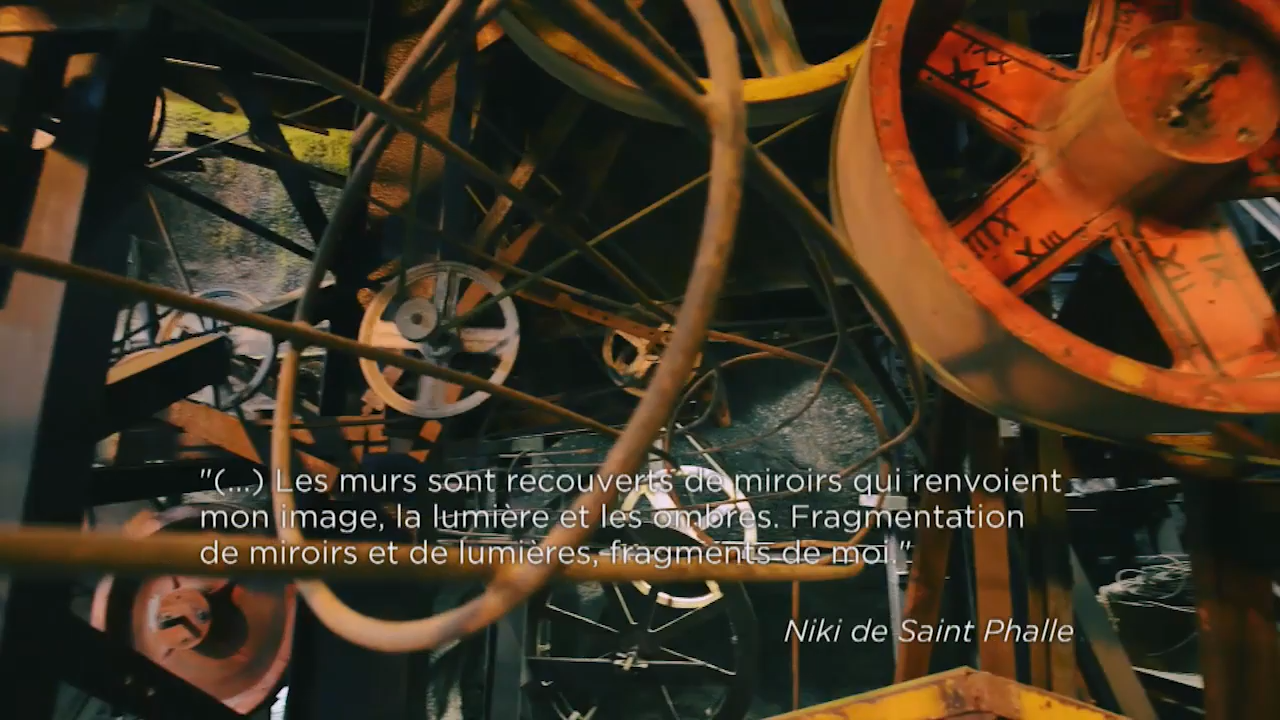 "(...) Les murs sont recouverts de miroirs qui renvoient
mon image, la lumière et les ombres. Fragmentation
de miroirs et de lumières, fragments de moi."
Niki de Saint Phalle